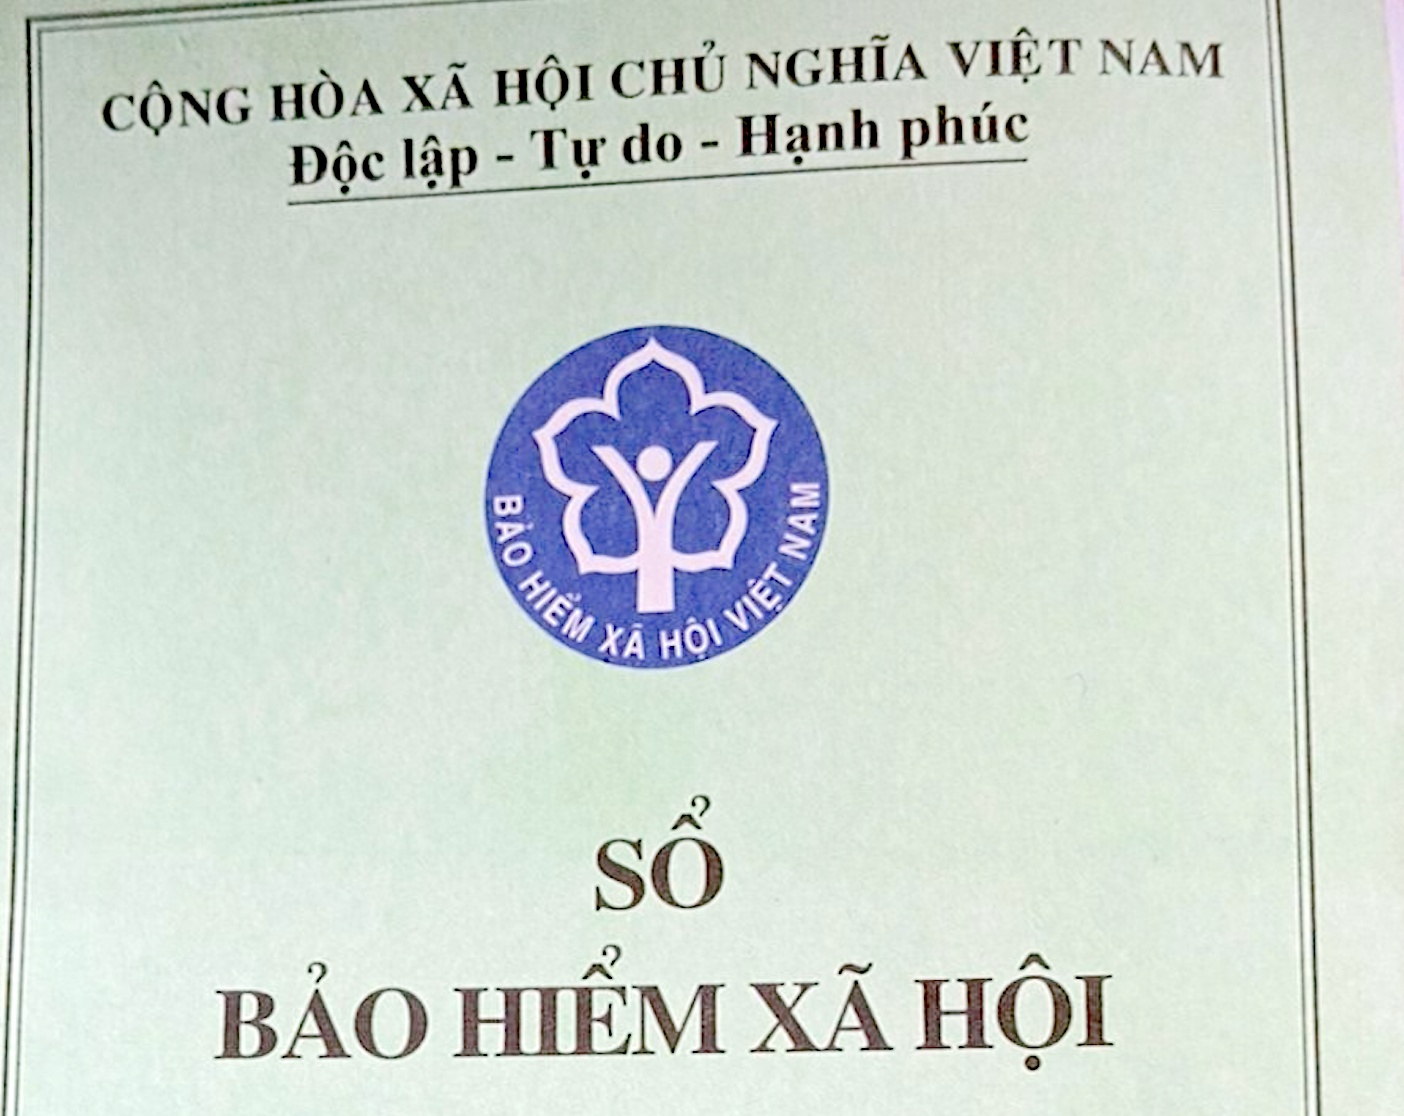 CỘNG HÒA XÃ HỘI CHỦ NGHĨA VIỆT NAM
Độc lập - Tự do - Hạnh phúc
BẢO HIỂM XÃ HỘI VIỆT NAM
SỔ
BẢO HIỂM XÃ HỘI